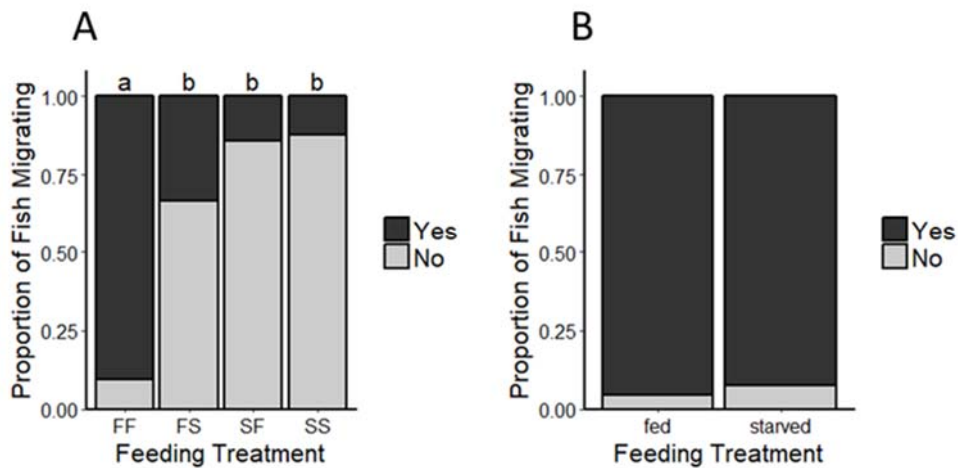 A
Proportion of Fish Migrating
1.00
0.75
0.50
0.25
0.00
a b b b
FF FS SF SS
Feeding Treatment
Yes
No
B
Proportion of Fish Migrating
1.00
0.75
0.50
0.25
0.00
fed starved
Feeding Treatment
Yes
No